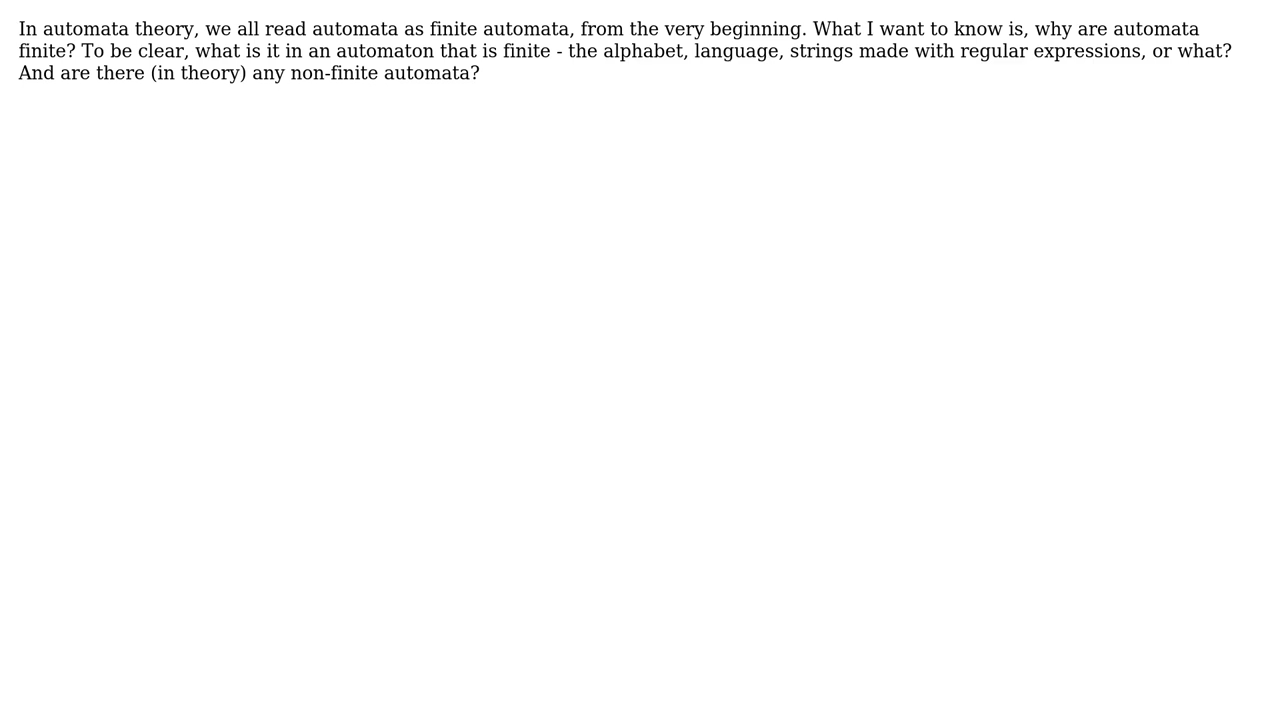 In automata theory, we all read automata as finite automata, from the very beginning. What I want to know is, why are automata
finite? To be clear, what is it in an automaton that is finite - the alphabet, language, strings made with regular expressions, or what?
And are there (in theory) any non-finite automata?